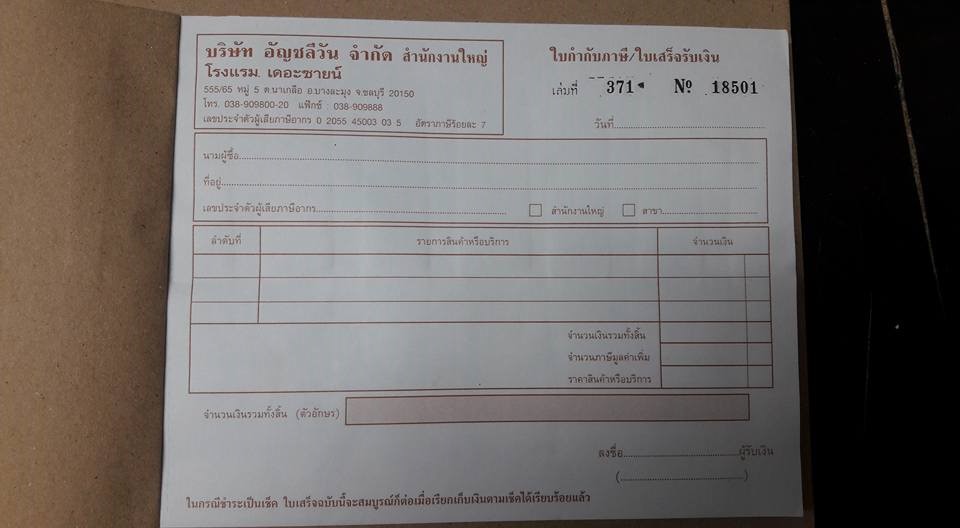 บริษัท อัญชลีวัน จำกัด สำนักงานใหญ่
โรงแรม เดอะซายน์
555/65 หมู่ 5 ต.นาเกลือ อ.บางละมุง จ.ชลบุรี 20150
โทร. 038-909800-20 แฟ็กซ์ : 038-909888
เลขประจำตัวผู้เสียภาษีอากร 0 2055 45003 03 5 อัตราภาษีร้อยละ 7
ใบกำกับภาษี/ใบเสร็จรับเงิน
เล่มที่ 371 № 18501
วันที่
นามผู้ซื้อ
ที่อยู่
เลขประจำตัวผู้เสียภาษีอากร สำนักงานใหญ่ สาขา
ลำดับที่ รายการสินค้าหรือบริการ จำนวนเงิน
จำนวนเงินรวมทั้งสิ้น
จำนวนภาษีมูลค่าเพิ่ม
ราคาสินค้าหรือบริการ
จำนวนเงินรวมทั้งสิ้น (ตัวอักษร)
ลงชื่อ ผู้รับเงิน
( )
ในกรณีชำระเป็นเช็ค ใบเสร็จฉบับนี้จะสมบูรณ์ก็ต่อเมื่อเรียกเก็บเงินตามเช็คได้เรียบร้อยแล้ว